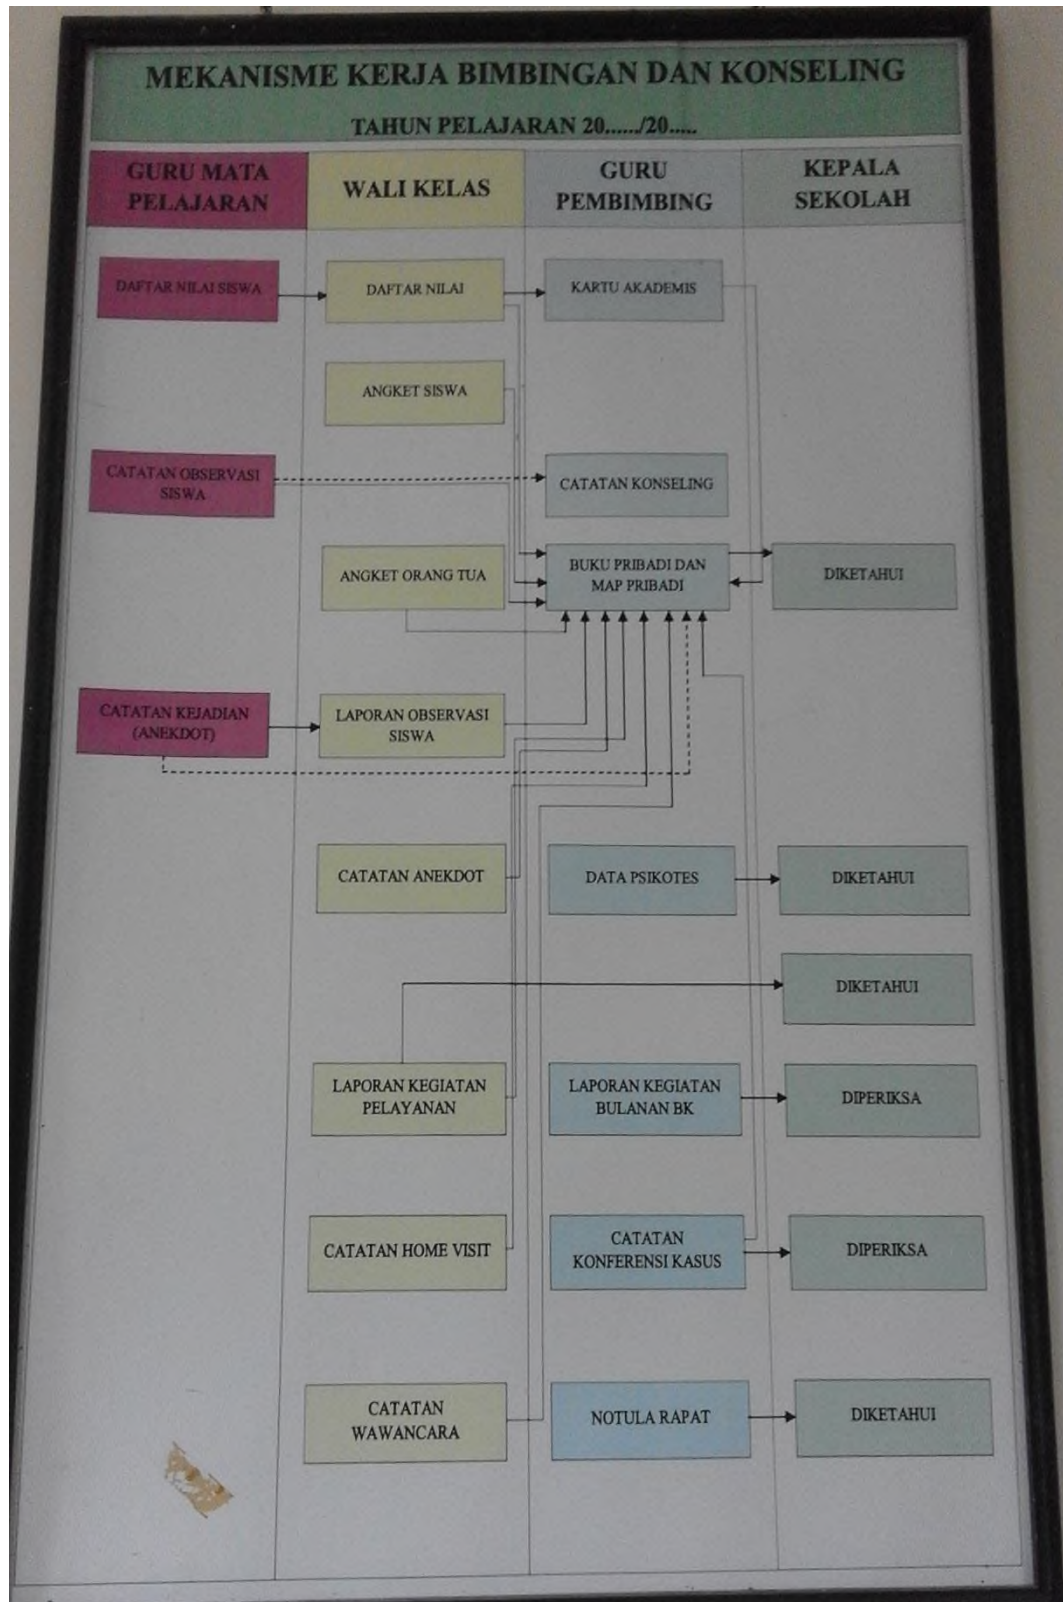 MEKANISME KERJA BIMBINGAN DAN KONSELING
TAHUN PELAJARAN 20....../20.....
GURU MATA
PELAJARAN
WALI KELAS
GURU
PEMBIMBING
KEPALA
SEKOLAH
DAFTAR NILAI SISWA
DAFTAR NILAI
KARTU AKADEMIS
ANGKET SISWA
CATATAN OBSERVASI
SISWA
CATATAN KONSELING
ANGKET ORANG TUA
BUKU PRIBADI DAN
MAP PRIBADI
DIKETAHUI
CATATAN KEJADIAN
(ANEKDOT)
LAPORAN OBSERVASI
SISWA
CATATAN ANEKDOT
DATA PSIKOTES
DIKETAHUI
DIKETAHUI
LAPORAN KEGIATAN
PELAYANAN
LAPORAN KEGIATAN
BULANAN BK
DIPERIKSA
CATATAN HOME VISIT
CATATAN
KONFERENSI KASUS
DIPERIKSA
CATATAN
WAWANCARA
NOTULA RAPAT
DIKETAHUI